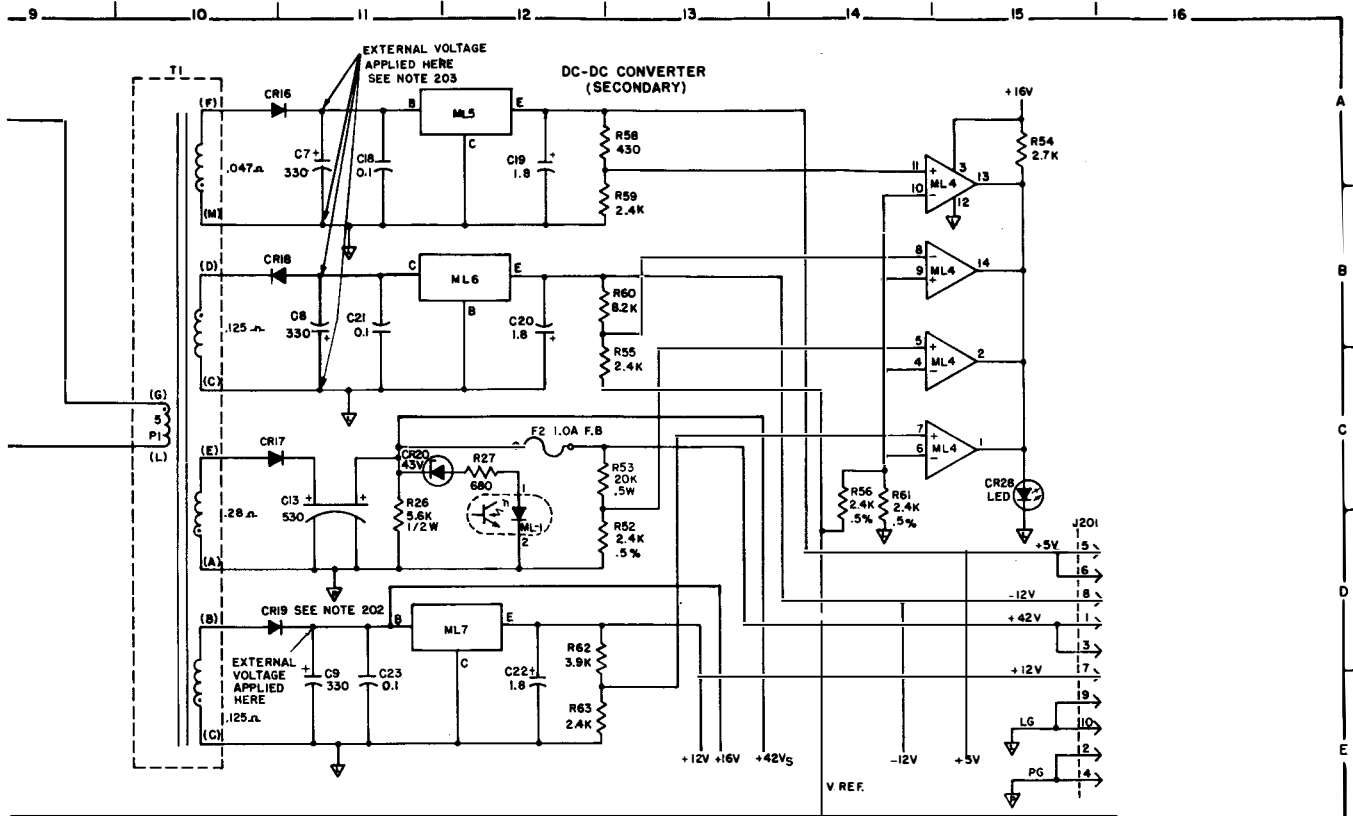 9
10
11
12
13
14
15
16
T1
EXTERNAL VOLTAGE
APPLIED HERE
SEE NOTE 203
DC-DC CONVERTER
(SECONDARY)
A
(F)
CR16
B
ML5
E
C
C7
+
330
C18
0.1
C19
+
1.8
R58
430
R59
2.4K
.047Ω
(M)
+16V
R54
2.7K
11
+
10
-
ML4
3
13
12
B
(D)
CR18
C
ML6
E
B
C8
330
+
C21
0.1
C20
1.8
+
R60
8.2K
R55
2.4K
.125Ω
(C)
8
-
9
+
ML4
14
5
+
4
-
ML4
2
C
(G)
5
P1
(L)
(E)
CR17
CR20
43V
R27
680
F2 1.0A F.B
R53
20K
.5W
7
+
6
-
ML4
1
.28Ω
C13
530
+
+
R26
5.6K
1/2W
1
ML-1
2
R52
2.4K
.5%
R56
2.4K
.5%
R61
2.4K
.5%
CR28
LED
(A)
J201
+5V
5
6
D
-12V
8
+42V
1
3
+12V
7
9
LG
10
2
PG
4
(B)
CR19 SEE NOTE 202
B
ML7
E
C
EXTERNAL
VOLTAGE
APPLIED
HERE
C9
+
330
C23
0.1
C22
+
1.8
R62
3.9K
R63
2.4K
.125Ω
(C)
E
+12V
+16V
+42VS
V REF.
-12V
+5V